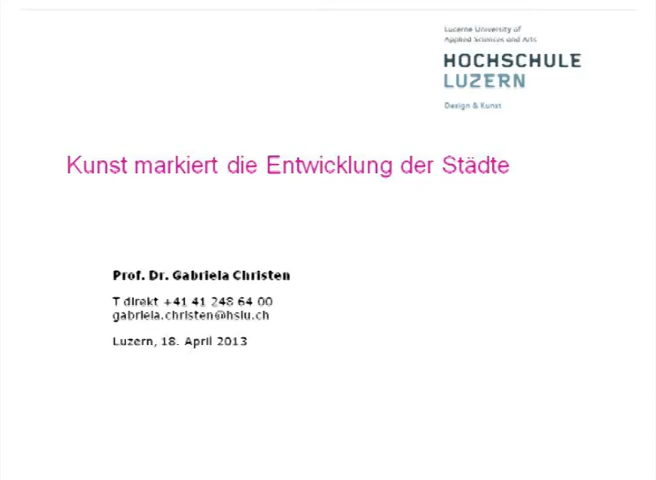 Lucerne University of
Applied Sciences and Arts
HOCHSCHULE
LUZERN
Design & Kunst
Kunst markiert die Entwicklung der Städte
Prof. Dr. Gabriela Christen
T direkt +41 41 248 64 00
gabriela.christen@hslu.ch
Luzern, 18. April 2013